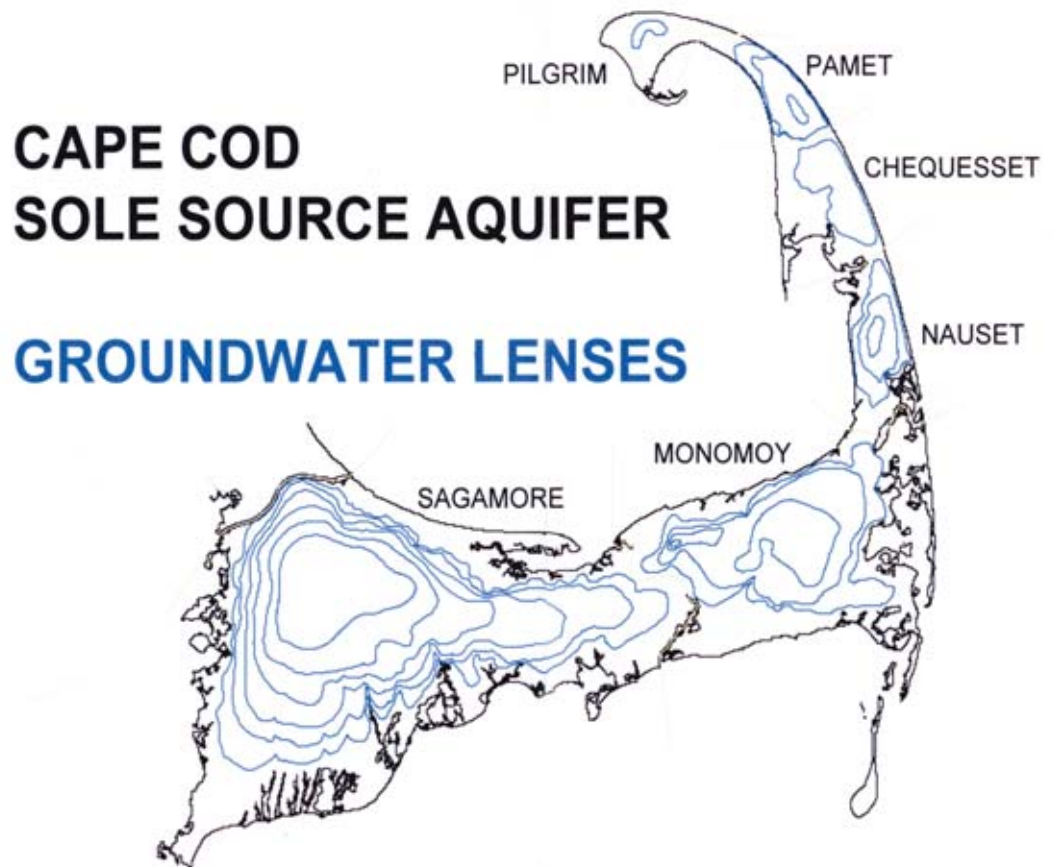 CAPE COD
SOLE SOURCE AQUIFER
GROUNDWATER LENSES
PILGRIM
PAMET
CHEQUESSET
NAUSET
MONOMOY
SAGAMORE